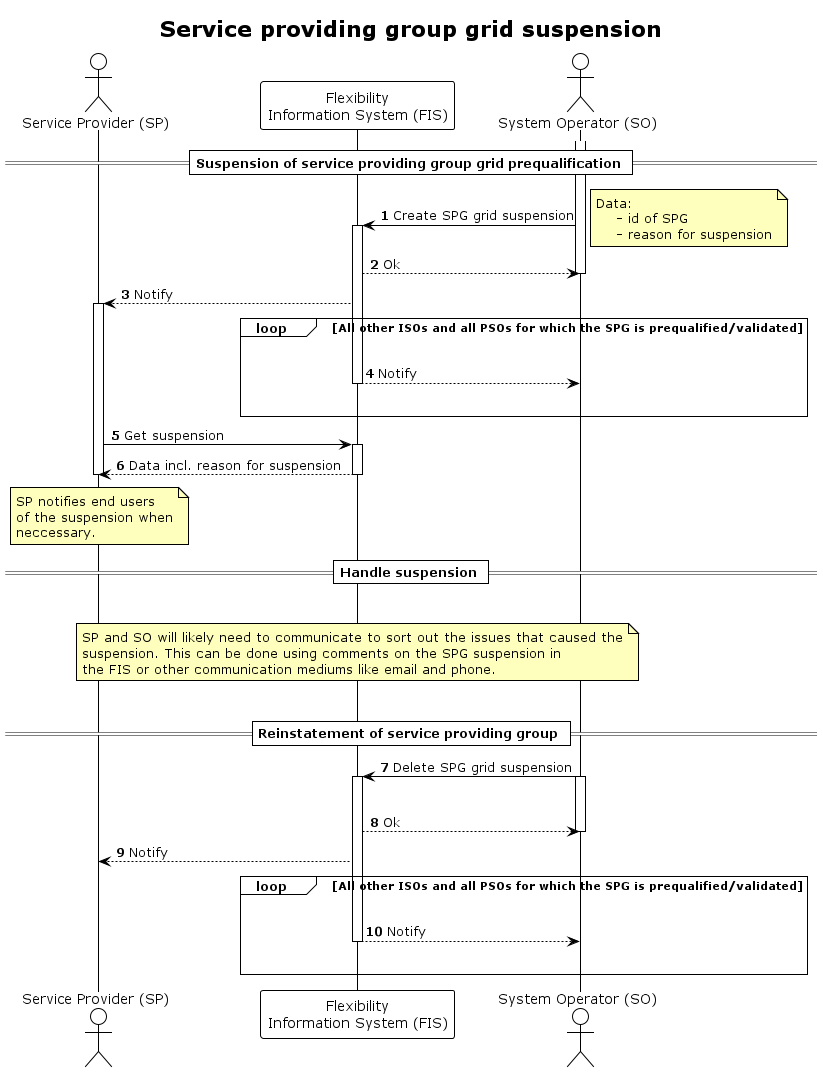 Service providing group grid suspension
Service Provider (SP)
Flexibility
Information System (FIS)
System Operator (SO)
Suspension of service providing group grid prequalification
1 Create SPG grid suspension
Data:
- id of SPG
- reason for suspension
2 Ok
3 Notify
loop [All other ISOs and all PSOs for which the SPG is prequalified/validated]
4 Notify
5 Get suspension
6 Data incl. reason for suspension
SP notifies end users
of the suspension when
neccessary.
Handle suspension
SP and SO will likely need to communicate to sort out the issues that caused the
suspension. This can be done using comments on the SPG suspension in
the FIS or other communication mediums like email and phone.
Reinstatement of service providing group
7 Delete SPG grid suspension
8 Ok
9 Notify
loop [All other ISOs and all PSOs for which the SPG is prequalified/validated]
10 Notify
Service Provider (SP)
Flexibility
Information System (FIS)
System Operator (SO)